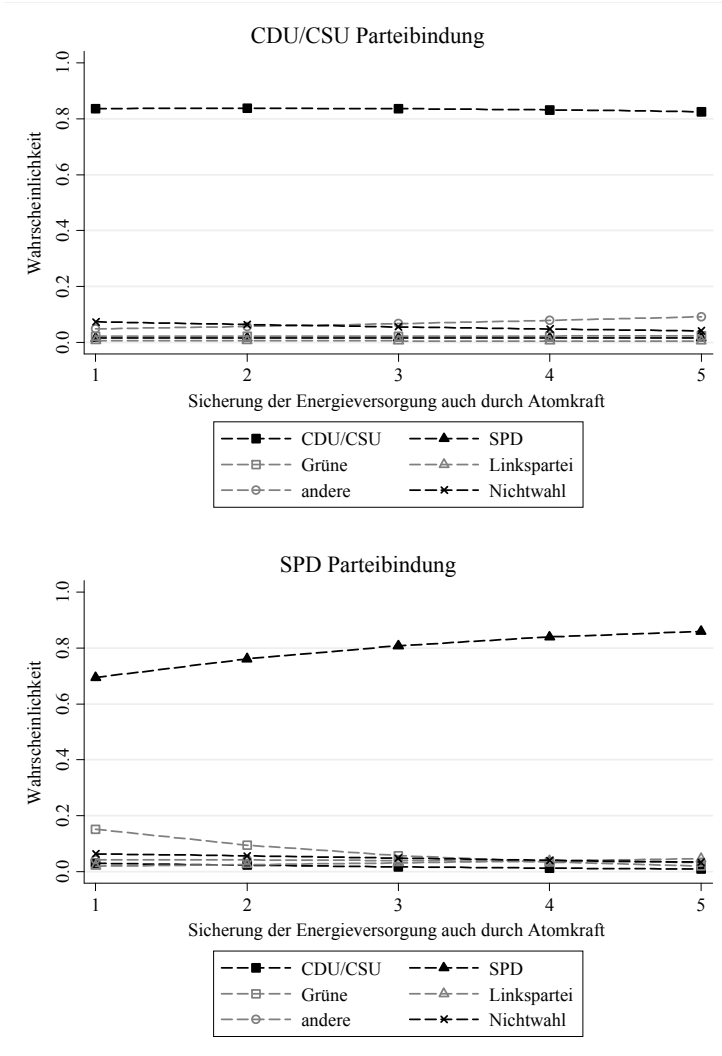 CDU/CSU Parteibindung
Wahrscheinlichkeit
1.0
0.8
0.6
0.4
0.2
0.0
1 2 3 4 5
Sicherung der Energieversorgung auch durch Atomkraft
CDU/CSU SPD
Grüne Linkspartei
andere Nichtwahl
SPD Parteibindung
Wahrscheinlichkeit
1.0
0.8
0.6
0.4
0.2
0.0
1 2 3 4 5
Sicherung der Energieversorgung auch durch Atomkraft
CDU/CSU SPD
Grüne Linkspartei
andere Nichtwahl